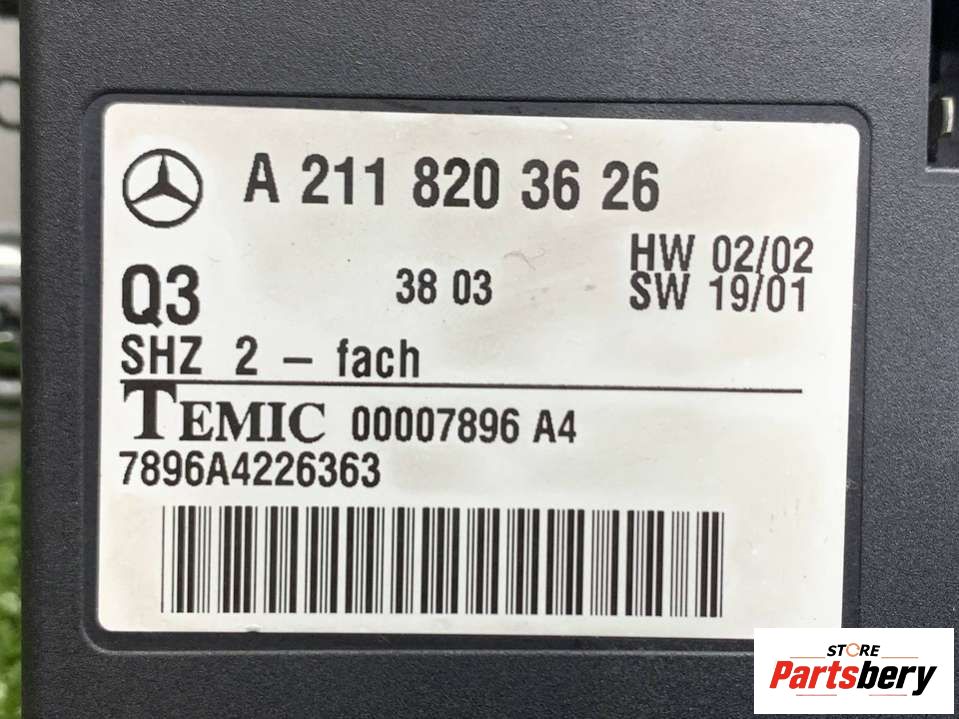 A 211 820 36 26
HW 02/02
Q3 38 03 SW 19/01
SHZ 2 - fach
TEMIC 00007896 A4
7896A4226363
STORE
Partsbery